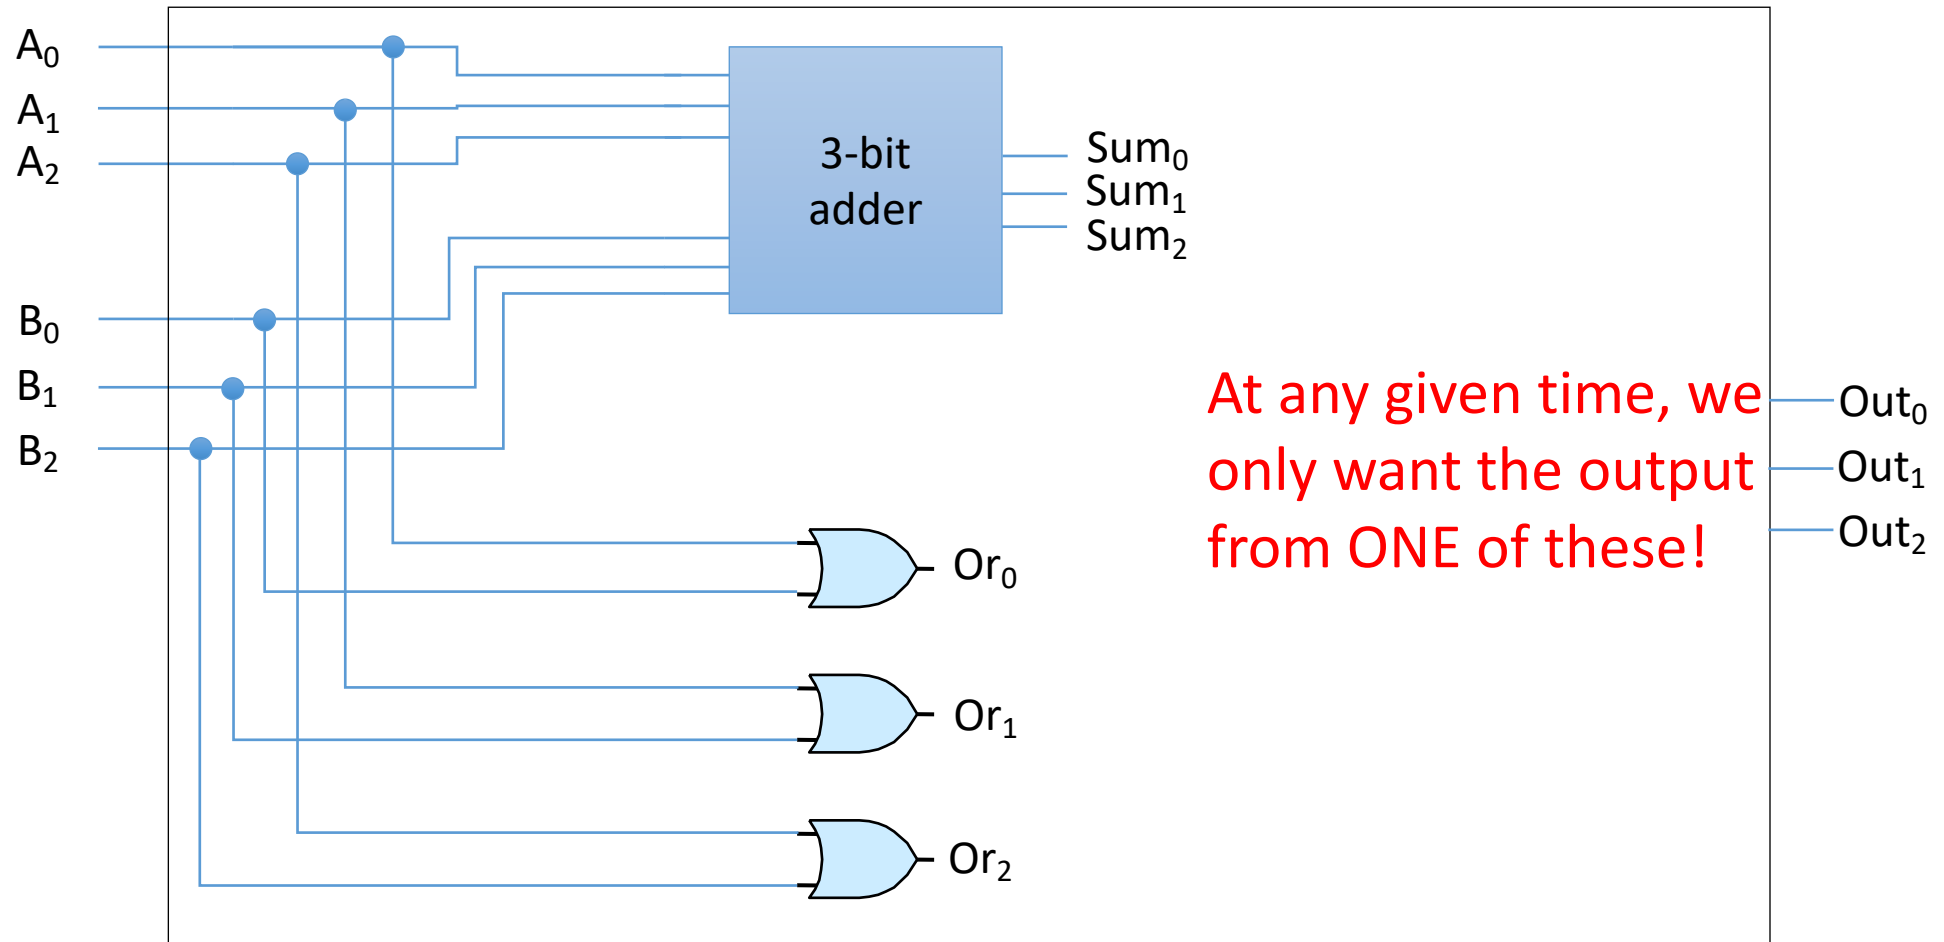 A₀
A₁
A₂
B₀
B₁
B₂
3-bit
adder
Sum₀
Sum₁
Sum₂
At any given time, we
only want the output
from ONE of these!
Out₀
Out₁
Out₂
Or₀
Or₁
Or₂